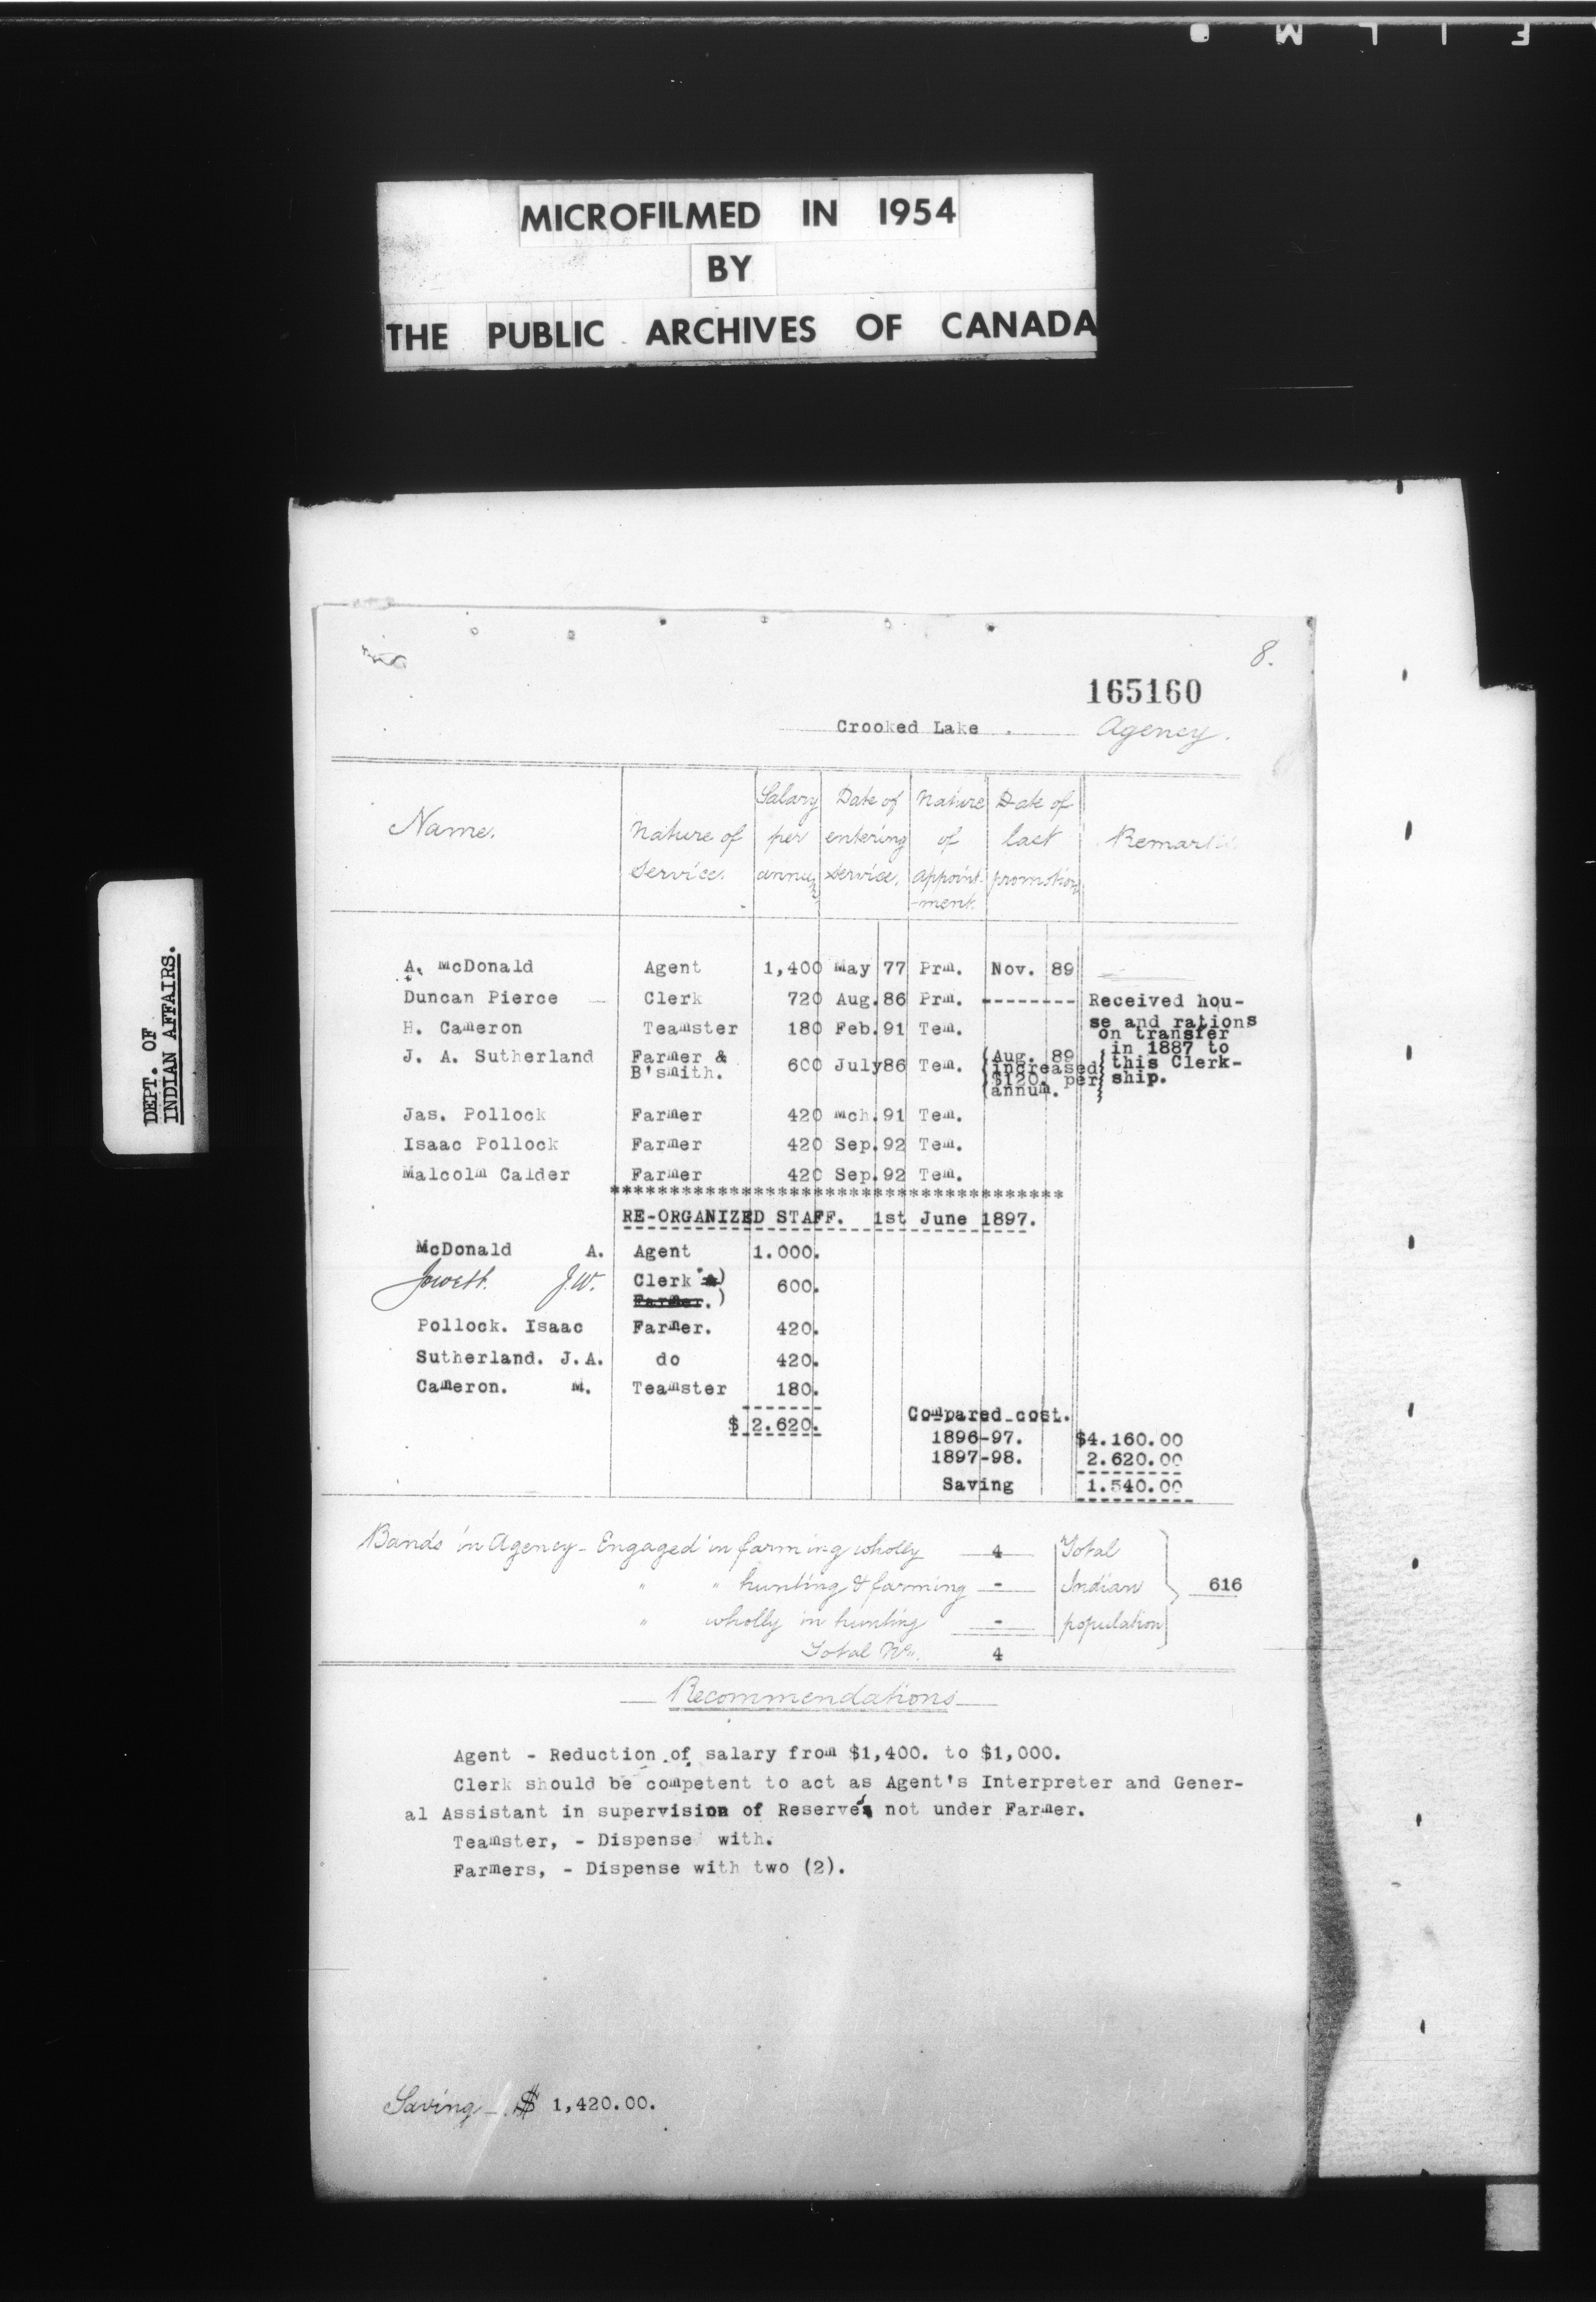 F I L M
MICROFILMED IN 1954
BY
THE PUBLIC ARCHIVES OF CANADA
DEPT. OF
INDIAN AFFAIRS.
8.
165160
Crooked Lake . Agency.
Name. Nature of Service. Salary per annum Date of entering service. Nature of appoint-ment. Date of last promotion Remarks
A. McDonald Agent 1,400 May 77 Prm. Nov. 89
Duncan Pierce Clerk 720 Aug. 86 Prm. -------- Received hou-
H. Cameron Teamster 180 Feb. 91 Tem. se and rations
on transfer
J. A. Sutherland Farmer & B'smith. 600 July 86 Tem. (Aug. 89 in 1887 to
(increased this Clerk-
($120. per ship.
(annum.
Jas. Pollock Farmer 420 Mch. 91 Tem.
Isaac Pollock Farmer 420 Sep. 92 Tem.
Malcolm Calder Farmer 420 Sep. 92 Tem.
**************************************
RE-ORGANIZED STAFF. 1st June 1897.
McDonald A. Agent 1.000.
Jowett. J.W. Clerk &) 600.
Farmer.)
Pollock. Isaac Farmer. 420.
Sutherland. J.A. do 420.
Cameron. M. Teamster 180.
$ 2.620. Compared cost.
1896-97. $4.160.00
1897-98. 2.620.00
Saving 1.540.00
Bands in Agency - Engaged in farming wholly 4 Total
" " hunting & farming - Indian 616
" wholly in hunting - population
Total No. 4
Recommendations
Agent - Reduction of salary from $1,400. to $1,000.
Clerk should be competent to act as Agent's Interpreter and Gener-
al Assistant in supervision of Reserves not under Farmer.
Teamster, - Dispense with.
Farmers, - Dispense with two (2).
Saving - $ 1,420.00.